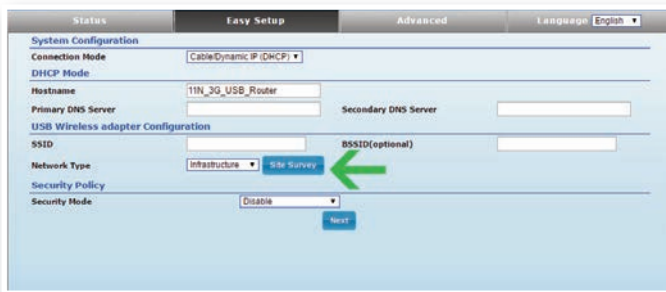 Status Easy Setup Advanced Language English
System Configuration
Connection Mode Cable/Dynamic IP (DHCP)
DHCP Mode
Hostname 11N_3G_USB_Router
Primary DNS Server Secondary DNS Server
USB Wireless adapter Configuration
SSID BSSID(optional)
Network Type Infrastructure Site Survey
Security Policy
Security Mode Disable
Next